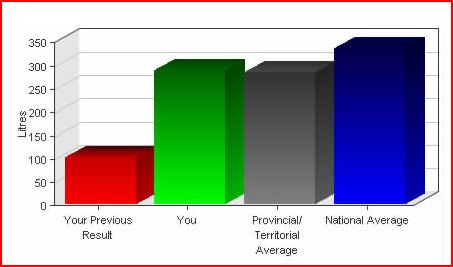 350
300
250
200
150
100
50
0
Litres
Your Previous
Result
You
Provincial/
Territorial
Average
National Average